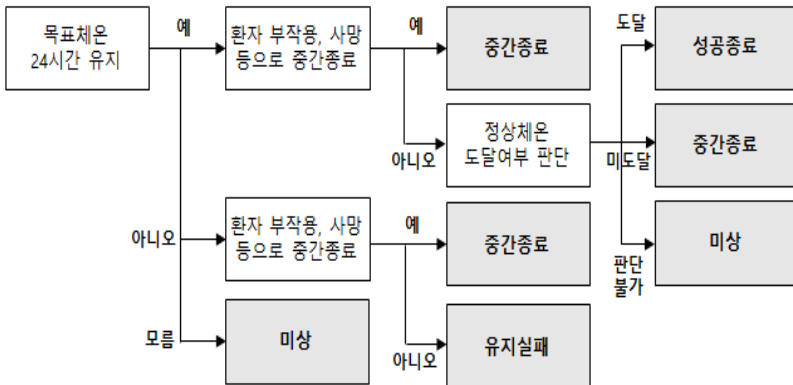 목표체온
24시간 유지
예
환자 부작용, 사망
등으로 중간종료
예
중간종료
도달
성공종료
아니오
정상체온
도달여부 판단
미도달
중간종료
아니오
환자 부작용, 사망
등으로 중간종료
예
중간종료
판단
불가
미상
모름
미상
아니오
유지실패